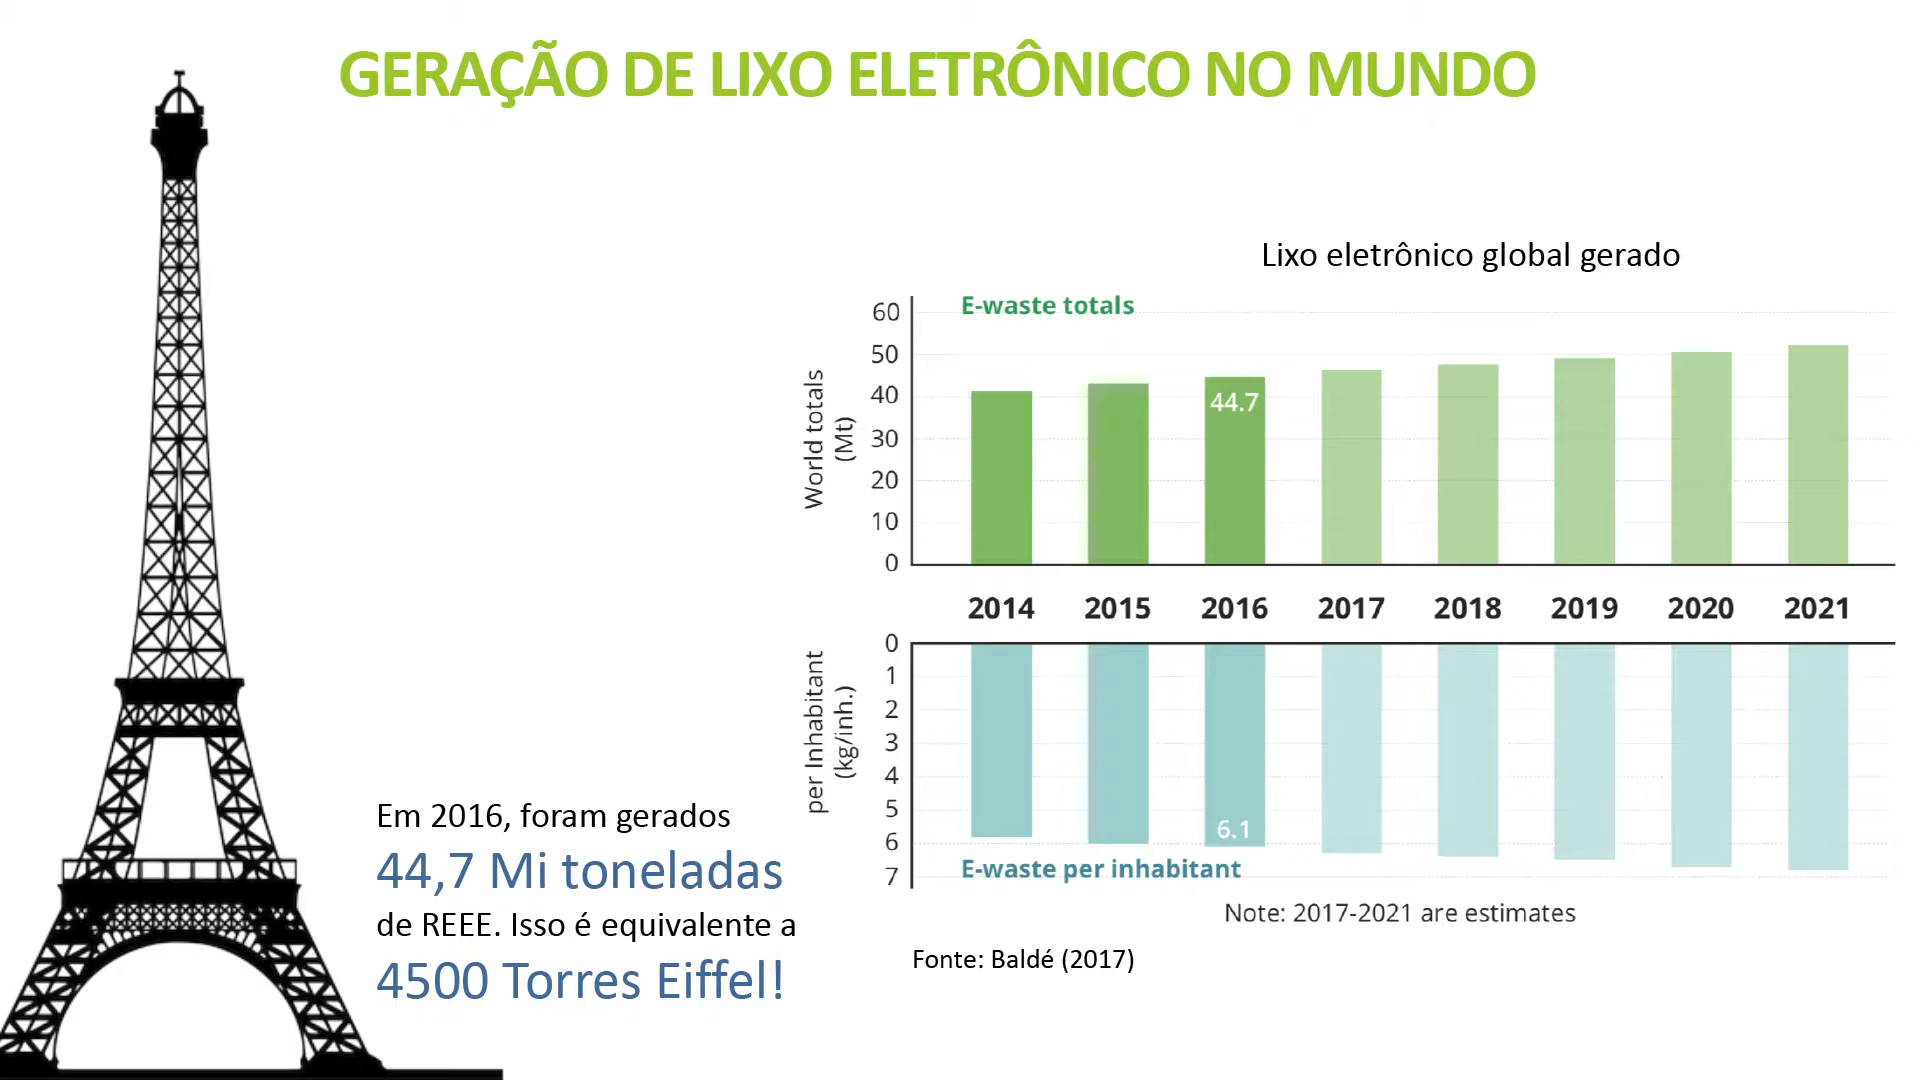 GERAÇÃO DE LIXO ELETRÔNICO NO MUNDO
Em 2016, foram gerados
44,7 Mi toneladas
de REEE. Isso é equivalente a
4500 Torres Eiffel!
Lixo eletrônico global gerado
E-waste totals
World totals
(Mt)
60
50
40
30
20
10
0
44.7
2014 2015 2016 2017 2018 2019 2020 2021
per Inhabitant
(kg/inh.)
0
1
2
3
4
5
6
7
6.1
E-waste per inhabitant
Note: 2017-2021 are estimates
Fonte: Baldé (2017)